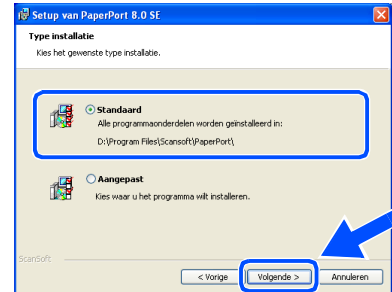 Setup van PaperPort 8.0 SE
Type installatie
Kies het gewenste type installatie.
Standaard
Alle programmaonderdelen worden geïnstalleerd in:
D:\Program Files\Scansoft\PaperPort\
Aangepast
Kies waar u het programma wilt installeren.
ScanSoft
< Vorige
Volgende >
Annuleren